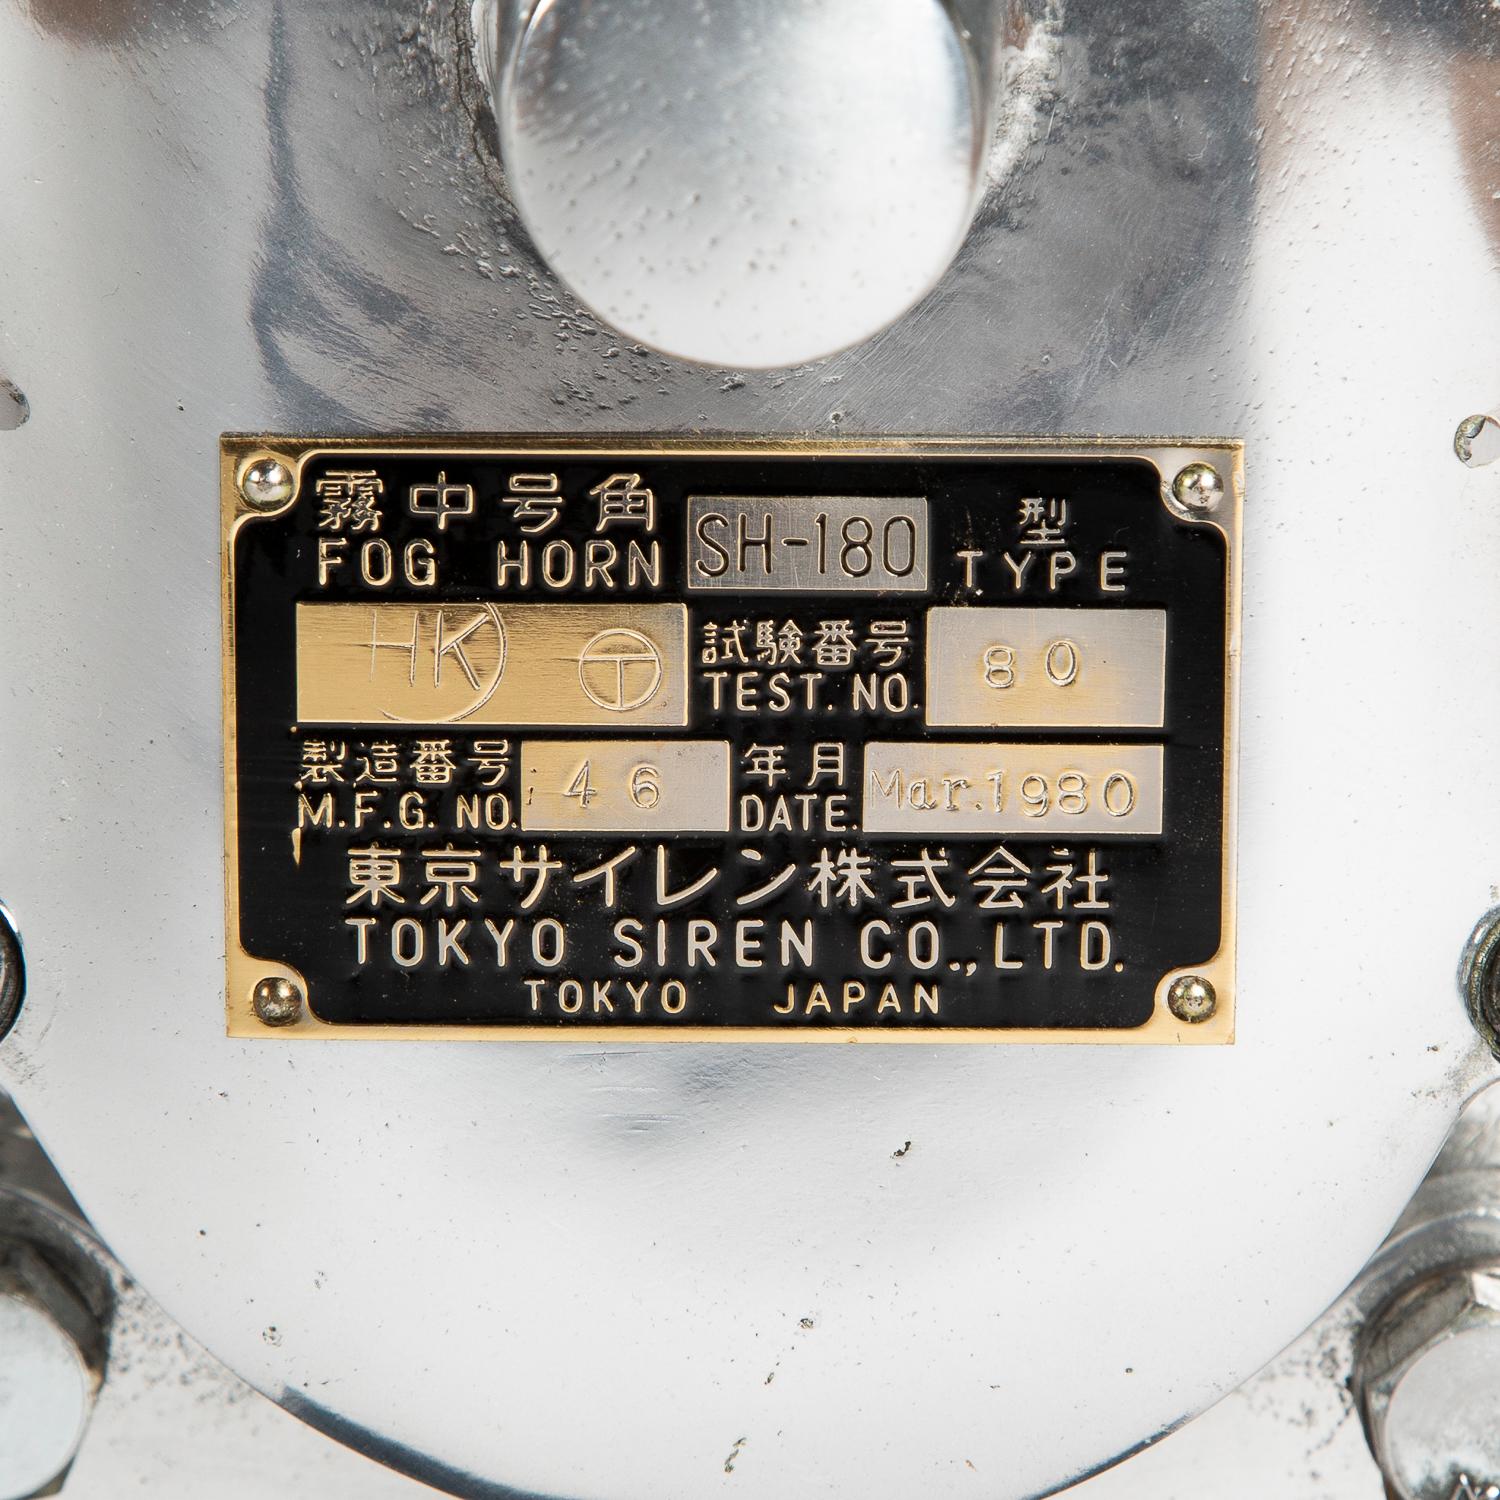 霧中号角 SH-180 型
FOG HORN TYPE
HK T 試験番号 80
TEST. NO.
製造番号 46 年月 Mar.1980
M.F.G. NO. DATE.
東京サイレン株式会社
TOKYO SIREN CO.,LTD.
TOKYO JAPAN